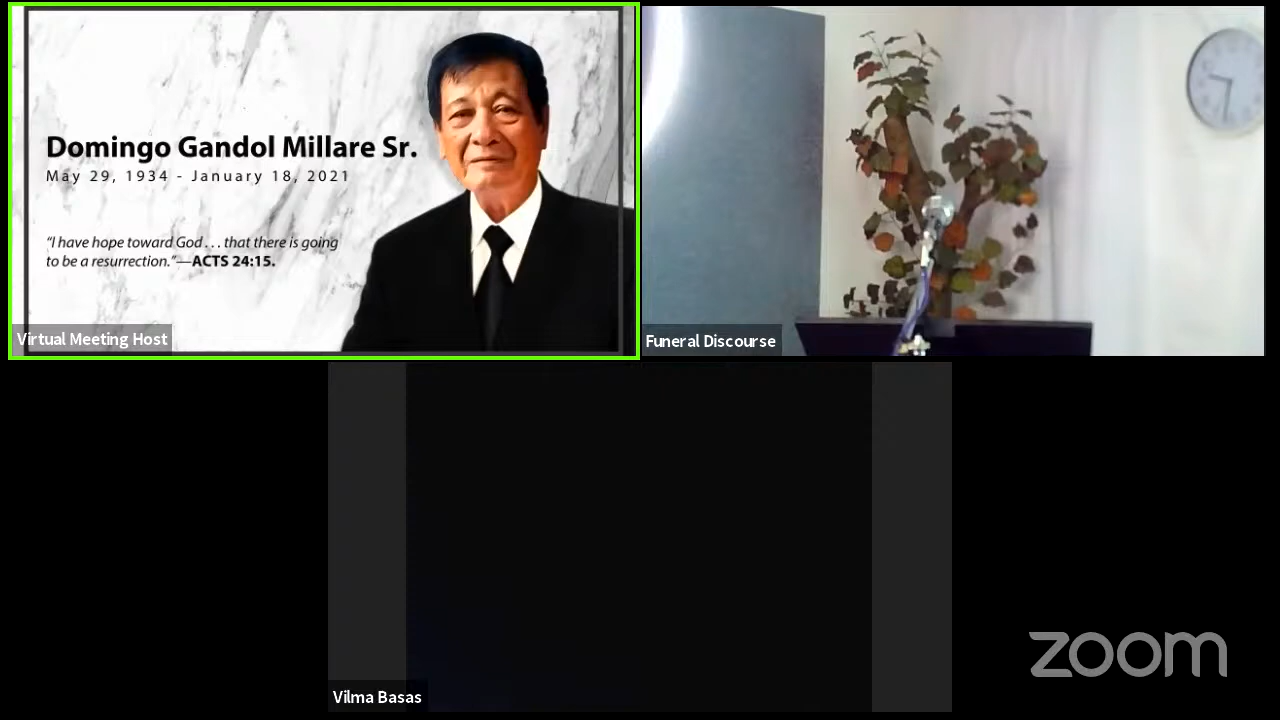 Domingo Gandol Millare Sr.
May 29, 1934 - January 18, 2021
“I have hope toward God . . . that there is going
to be a resurrection.”—ACTS 24:15.
Virtual Meeting Host
Funeral Discourse
Vilma Basas
zoom